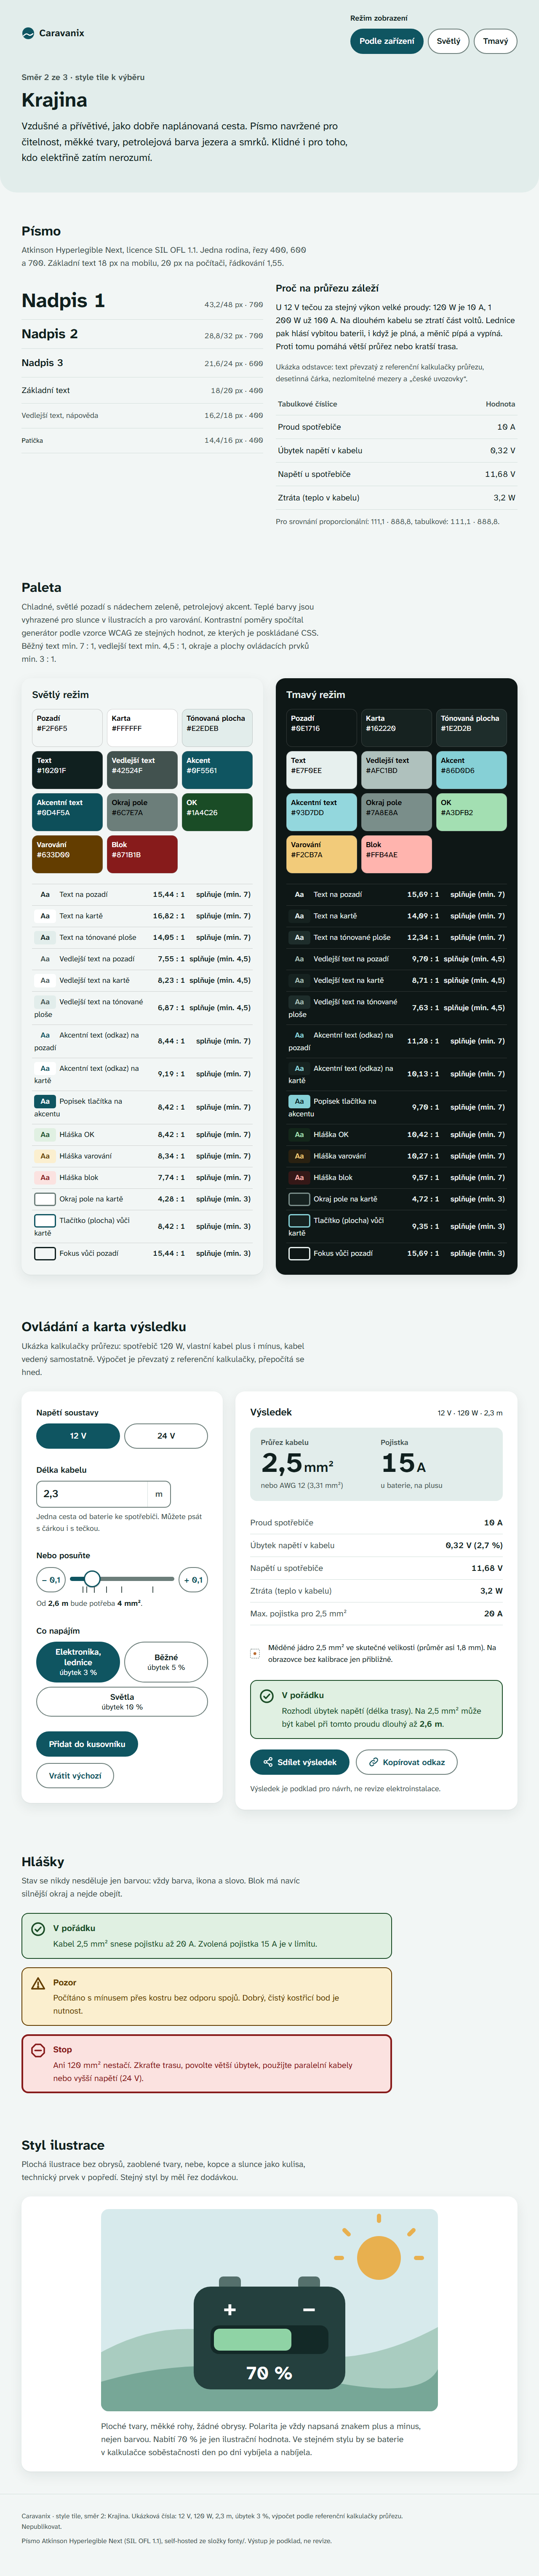 Caravanix
Režim zobrazení
Podle zařízení
Světlý
Tmavý
Směr 2 ze 3 · style tile k výběru
Krajina
Vzdušné a přívětivé, jako dobře naplánovaná cesta. Písmo navržené pro
čitelnost, měkké tvary, petrolejová barva jezera a smrků. Klidné i pro toho,
kdo elektřině zatím nerozumí.
Písmo
Atkinson Hyperlegible Next, licence SIL OFL 1.1. Jedna rodina, řezy 400, 600
a 700. Základní text 18 px na mobilu, 20 px na počítači, řádkování 1,55.
Nadpis 1
43,2/48 px · 700
Nadpis 2
28,8/32 px · 700
Nadpis 3
21,6/24 px · 600
Základní text
18/20 px · 400
Vedlejší text, nápověda
16,2/18 px · 400
Patička
14,4/16 px · 400
Proč na průřezu záleží
U 12 V tečou za stejný výkon velké proudy: 120 W je 10 A, 1
200 W už 100 A. Na dlouhém kabelu se ztratí část voltů. Lednice
pak hlásí vybitou baterii, i když je plná, a měnič pípá a vypíná.
Proti tomu pomáhá větší průřez nebo kratší trasa.
Ukázka odstavce: text převzatý z referenční kalkulačky průřezu,
desetinná čárka, nezlomitelné mezery a „české uvozovky“.
Tabulkové číslice
Hodnota
Proud spotřebiče
10 A
Úbytek napětí v kabelu
0,32 V
Napětí u spotřebiče
11,68 V
Ztráta (teplo v kabelu)
3,2 W
Pro srovnání proporcionální: 111,1 · 888,8, tabulkové: 111,1 · 888,8.
Paleta
Chladné, světlé pozadí s nádechem zeleně, petrolejový akcent. Teplé barvy jsou
vyhrazené pro slunce v ilustracích a pro varování. Kontrastní poměry spočítal
generátor podle vzorce WCAG ze stejných hodnot, ze kterých je poskládané CSS.
Běžný text min. 7 : 1, vedlejší text min. 4,5 : 1, okraje a plochy ovládacích prvků
min. 3 : 1.
Světlý režim
Pozadí
#F2F6F5
Karta
#FFFFFF
Tónovaná plocha
#E2EDEB
Text
#10201F
Vedlejší text
#42524F
Akcent
#0F5561
Akcentní text
#0D4F5A
Okraj pole
#6C7E7A
OK
#1A4C26
Varování
#633D00
Blok
#871B1B
Aa Text na pozadí 15,44 : 1 splňuje (min. 7)
Aa Text na kartě 16,82 : 1 splňuje (min. 7)
Aa Text na tónované ploše 14,05 : 1 splňuje (min. 7)
Aa Vedlejší text na pozadí 7,55 : 1 splňuje (min. 4,5)
Aa Vedlejší text na kartě 8,23 : 1 splňuje (min. 4,5)
Aa Vedlejší text na tónované
ploše 6,87 : 1 splňuje (min. 4,5)
Aa Akcentní text (odkaz) na
pozadí 8,44 : 1 splňuje (min. 7)
Aa Akcentní text (odkaz) na
kartě 9,19 : 1 splňuje (min. 7)
Aa Popisek tlačítka na
akcentu 8,42 : 1 splňuje (min. 7)
Aa Hláška OK 8,42 : 1 splňuje (min. 7)
Aa Hláška varování 8,34 : 1 splňuje (min. 7)
Aa Hláška blok 7,74 : 1 splňuje (min. 7)
Okraj pole na kartě 4,28 : 1 splňuje (min. 3)
Tlačítko (plocha) vůči
kartě 8,42 : 1 splňuje (min. 3)
Fokus vůči pozadí 15,44 : 1 splňuje (min. 3)
Tmavý režim
Pozadí
#0E1716
Karta
#162220
Tónovaná plocha
#1E2D2B
Text
#E7F0EE
Vedlejší text
#AFC1BD
Akcent
#86D0D6
Akcentní text
#93D7DD
Okraj pole
#7A8E8A
OK
#A3DFB2
Varování
#F2CB7A
Blok
#FFB4AE
Aa Text na pozadí 15,69 : 1 splňuje (min. 7)
Aa Text na kartě 14,09 : 1 splňuje (min. 7)
Aa Text na tónované ploše 12,34 : 1 splňuje (min. 7)
Aa Vedlejší text na pozadí 9,70 : 1 splňuje (min. 4,5)
Aa Vedlejší text na kartě 8,71 : 1 splňuje (min. 4,5)
Aa Vedlejší text na tónované
ploše 7,63 : 1 splňuje (min. 4,5)
Aa Akcentní text (odkaz) na
pozadí 11,28 : 1 splňuje (min. 7)
Aa Akcentní text (odkaz) na
kartě 10,13 : 1 splňuje (min. 7)
Aa Popisek tlačítka na
akcentu 9,70 : 1 splňuje (min. 7)
Aa Hláška OK 10,42 : 1 splňuje (min. 7)
Aa Hláška varování 10,27 : 1 splňuje (min. 7)
Aa Hláška blok 9,57 : 1 splňuje (min. 7)
Okraj pole na kartě 4,72 : 1 splňuje (min. 3)
Tlačítko (plocha) vůči
kartě 9,35 : 1 splňuje (min. 3)
Fokus vůči pozadí 15,69 : 1 splňuje (min. 3)
Ovládání a karta výsledku
Ukázka kalkulačky průřezu: spotřebič 120 W, vlastní kabel plus i mínus, kabel
vedený samostatně. Výpočet je převzatý z referenční kalkulačky, přepočítá se
hned.
Napětí soustavy
12 V
24 V
Délka kabelu
2,3
m
Jedna cesta od baterie ke spotřebiči. Můžete psát
s čárkou i s tečkou.
Nebo posuňte
− 0,1
+ 0,1
Od 2,6 m bude potřeba 4 mm².
Co napájím
Elektronika,
lednice
úbytek 3 %
Běžné
úbytek 5 %
Světla
úbytek 10 %
Přidat do kusovníku
Vrátit výchozí
Výsledek
12 V · 120 W · 2,3 m
Průřez kabelu
2,5 mm²
nebo AWG 12 (3,31 mm²)
Pojistka
15 A
u baterie, na plusu
Proud spotřebiče
10 A
Úbytek napětí v kabelu
0,32 V (2,7 %)
Napětí u spotřebiče
11,68 V
Ztráta (teplo v kabelu)
3,2 W
Max. pojistka pro 2,5 mm²
20 A
Měděné jádro 2,5 mm² ve skutečné velikosti (průměr asi 1,8 mm). Na
obrazovce bez kalibrace jen přibližně.
V pořádku
Rozhodl úbytek napětí (délka trasy). Na 2,5 mm² může
být kabel při tomto proudu dlouhý až 2,6 m.
Sdílet výsledek
Kopírovat odkaz
Výsledek je podklad pro návrh, ne revize elektroinstalace.
Hlášky
Stav se nikdy nesděluje jen barvou: vždy barva, ikona a slovo. Blok má navíc
silnější okraj a nejde obejít.
V pořádku
Kabel 2,5 mm² snese pojistku až 20 A. Zvolená pojistka 15 A je v limitu.
Pozor
Počítáno s mínusem přes kostru bez odporu spojů. Dobrý, čistý kostřicí bod je
nutnost.
Stop
Ani 120 mm² nestačí. Zkraťte trasu, povolte větší úbytek, použijte paralelní kabely
nebo vyšší napětí (24 V).
Styl ilustrace
Plochá ilustrace bez obrysů, zaoblené tvary, nebe, kopce a slunce jako kulisa,
technický prvek v popředí. Stejný styl by měl řez dodávkou.
+ −
70 %
Ploché tvary, měkké rohy, žádné obrysy. Polarita je vždy napsaná znakem plus a minus,
nejen barvou. Nabití 70 % je jen ilustrační hodnota. Ve stejném stylu by se baterie
v kalkulačce soběstačnosti den po dni vybíjela a nabíjela.
Caravanix · style tile, směr 2: Krajina. Ukázková čísla: 12 V, 120 W, 2,3 m, úbytek 3 %, výpočet podle referenční kalkulačky průřezu.
Nepublikovat.
Písmo Atkinson Hyperlegible Next (SIL OFL 1.1), self-hosted ze složky fonty/. Výstup je podklad, ne revize.